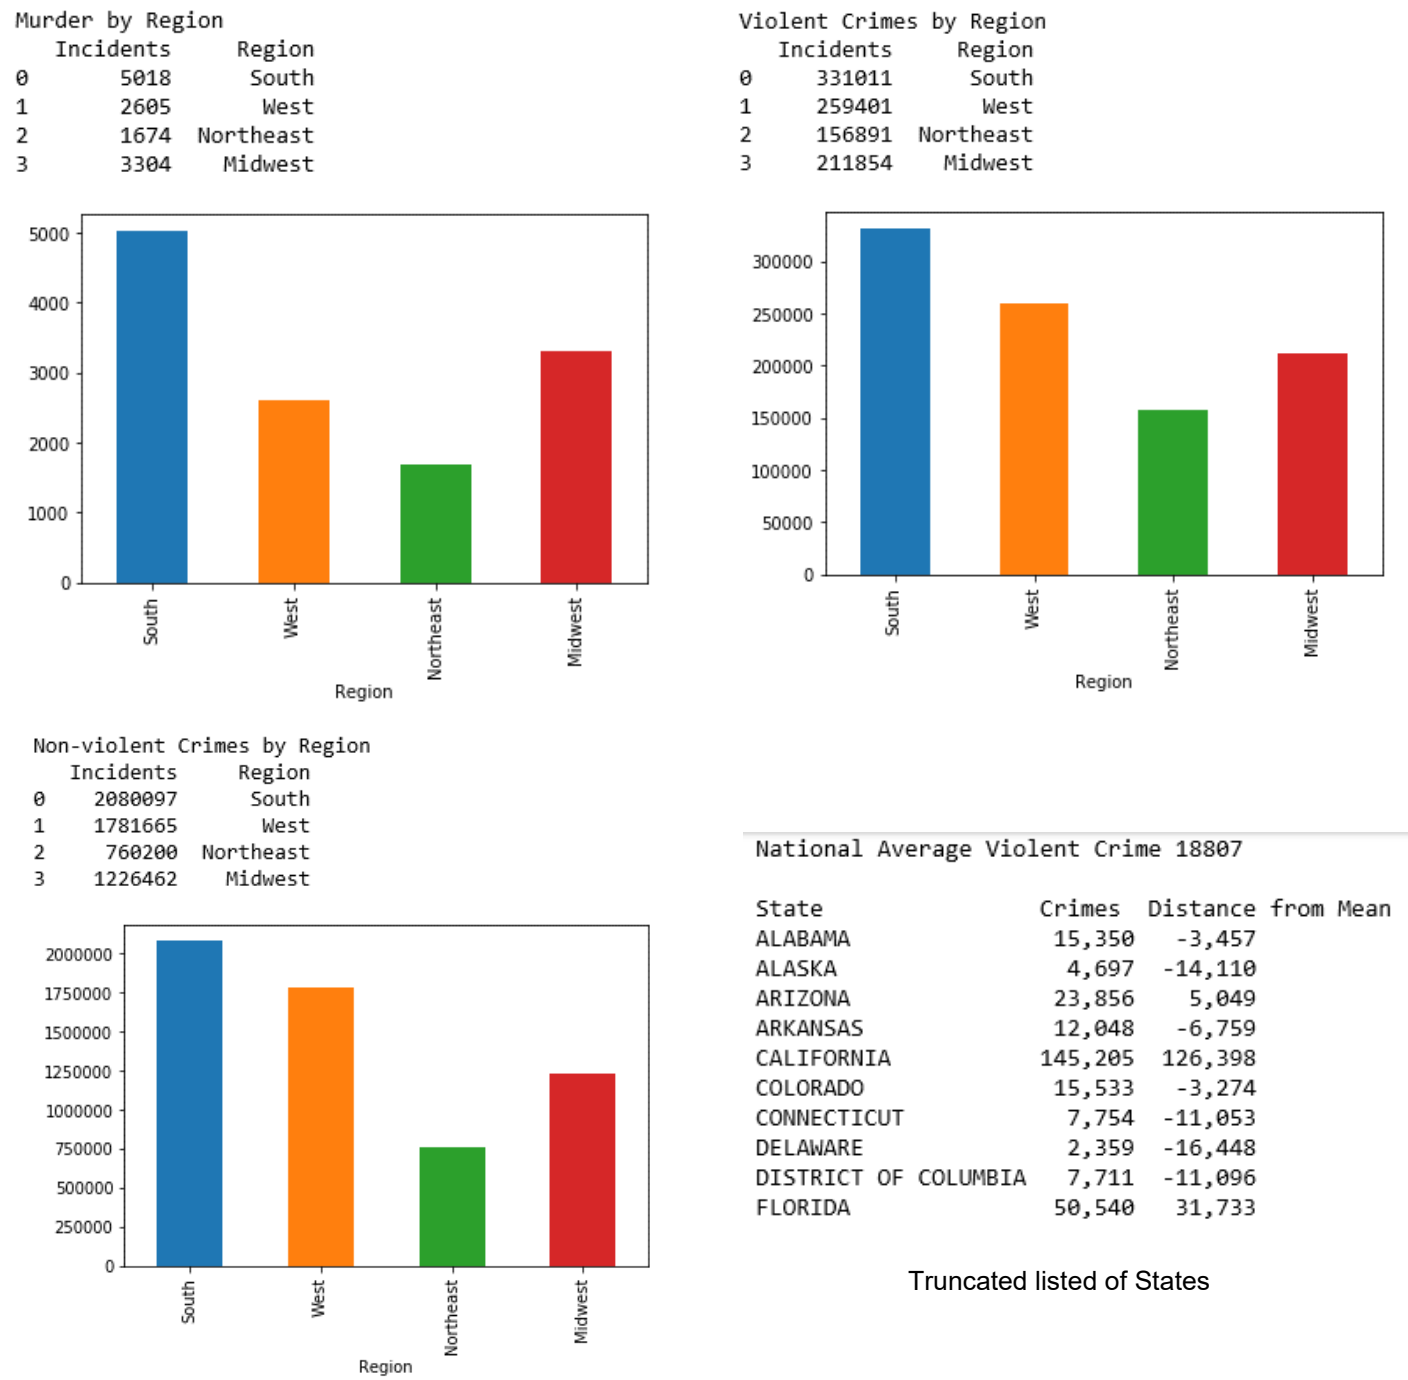 Murder by Region
Incidents Region
0 5018 South
1 2605 West
2 1674 Northeast
3 3304 Midwest
5000
4000
3000
2000
1000
0
South
West
Northeast
Midwest
Region
Violent Crimes by Region
Incidents Region
0 331011 South
1 259401 West
2 156891 Northeast
3 211854 Midwest
300000
250000
200000
150000
100000
50000
0
South
West
Northeast
Midwest
Region
Non-violent Crimes by Region
Incidents Region
0 2080097 South
1 1781665 West
2 760200 Northeast
3 1226462 Midwest
2000000
1750000
1500000
1250000
1000000
750000
500000
250000
0
South
West
Northeast
Midwest
Region
National Average Violent Crime 18807
State Crimes Distance from Mean
ALABAMA 15,350 -3,457
ALASKA 4,697 -14,110
ARIZONA 23,856 5,049
ARKANSAS 12,048 -6,759
CALIFORNIA 145,205 126,398
COLORADO 15,533 -3,274
CONNECTICUT 7,754 -11,053
DELAWARE 2,359 -16,448
DISTRICT OF COLUMBIA 7,711 -11,096
FLORIDA 50,540 31,733
Truncated listed of States